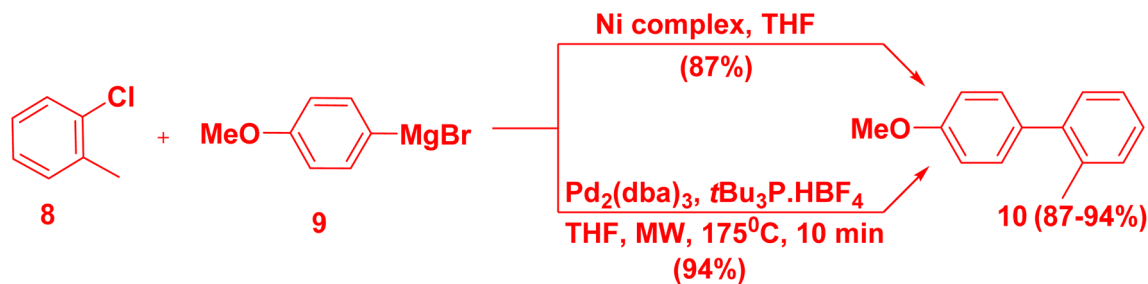 Ni complex, THF
(87%)
Cl
+
MeO
MgBr
MeO
8
9
Pd₂(dba)₃, tBu₃P.HBF₄
THF, MW, 175⁰C, 10 min
(94%)
10 (87-94%)